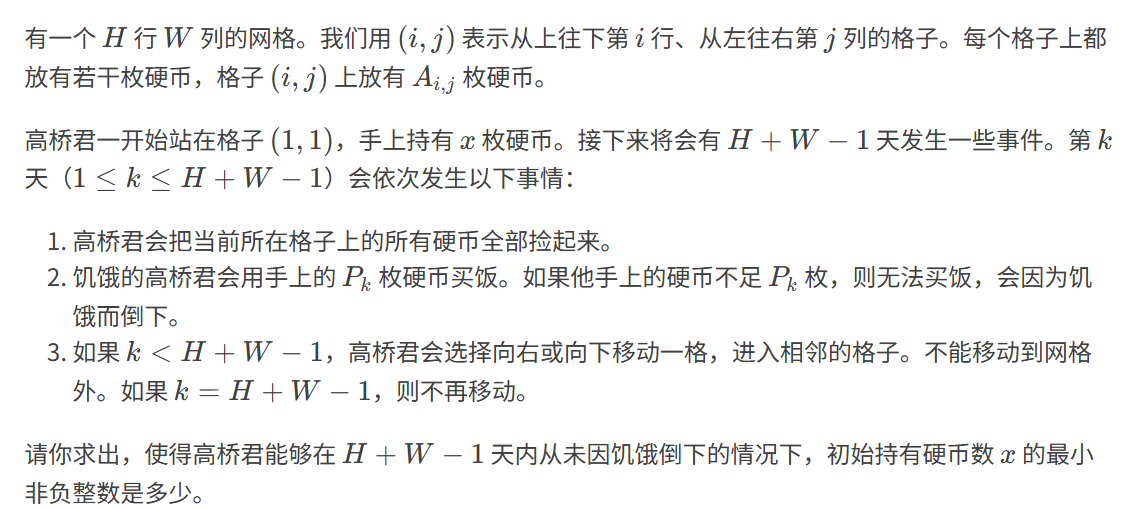 有一个 H 行 W 列的网格。我们用 (i, j) 表示从上往下第 i 行、从左往右第 j 列的格子。每个格子上都
放有若干枚硬币，格子 (i, j) 上放有 A_{i,j} 枚硬币。
高桥君一开始站在格子 (1, 1)，手上持有 x 枚硬币。接下来将会有 H + W − 1 天发生一些事件。第 k
天（1 ≤ k ≤ H + W − 1）会依次发生以下事情：
1. 高桥君会把当前所在格子上的所有硬币全部捡起来。
2. 饥饿的高桥君会用手上的 P_k 枚硬币买饭。如果他手上的硬币不足 P_k 枚，则无法买饭，会因为饥
饿而倒下。
3. 如果 k < H + W − 1，高桥君会选择向右或向下移动一格，进入相邻的格子。不能移动到网格
外。如果 k = H + W − 1，则不再移动。
请你求出，使得高桥君能够在 H + W − 1 天内从未因饥饿倒下的情况下，初始持有硬币数 x 的最小
非负整数是多少。